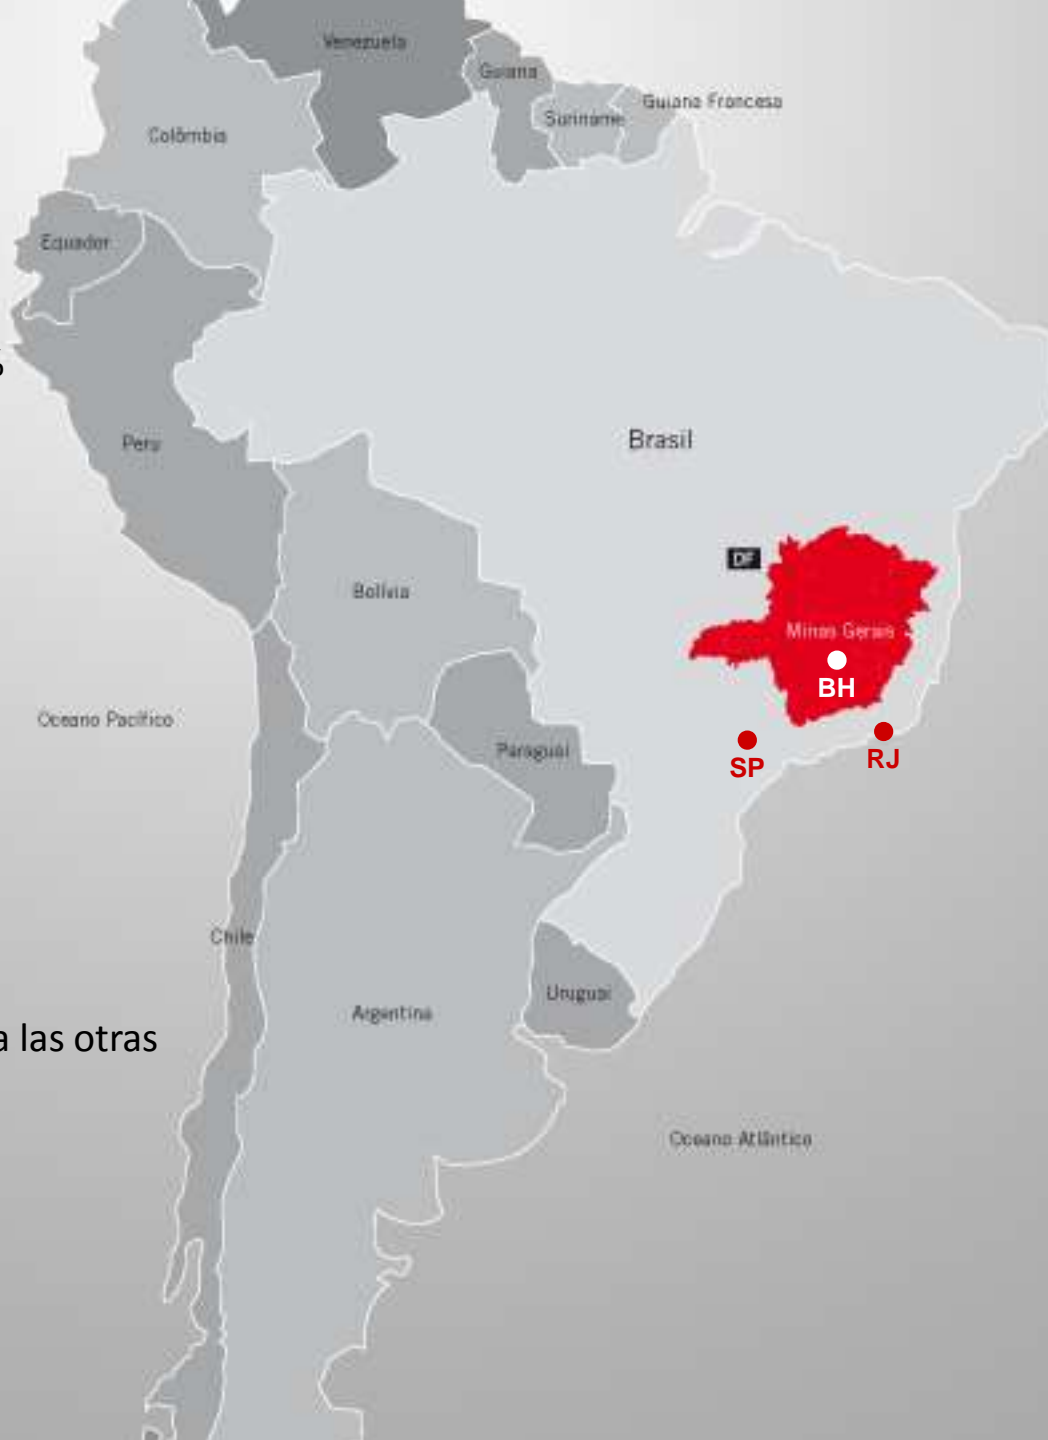 Venezuela
Guiana
Guiana Francesa
Suriname
Colômbia
Equador
s
Peru
Brasil
DF
Bolívia
Minas Gerais
BH
Oceano Pacífico
Paraguai
SP
RJ
Chile
Uruguai
Argentina
a las otras
Oceano Atlântico